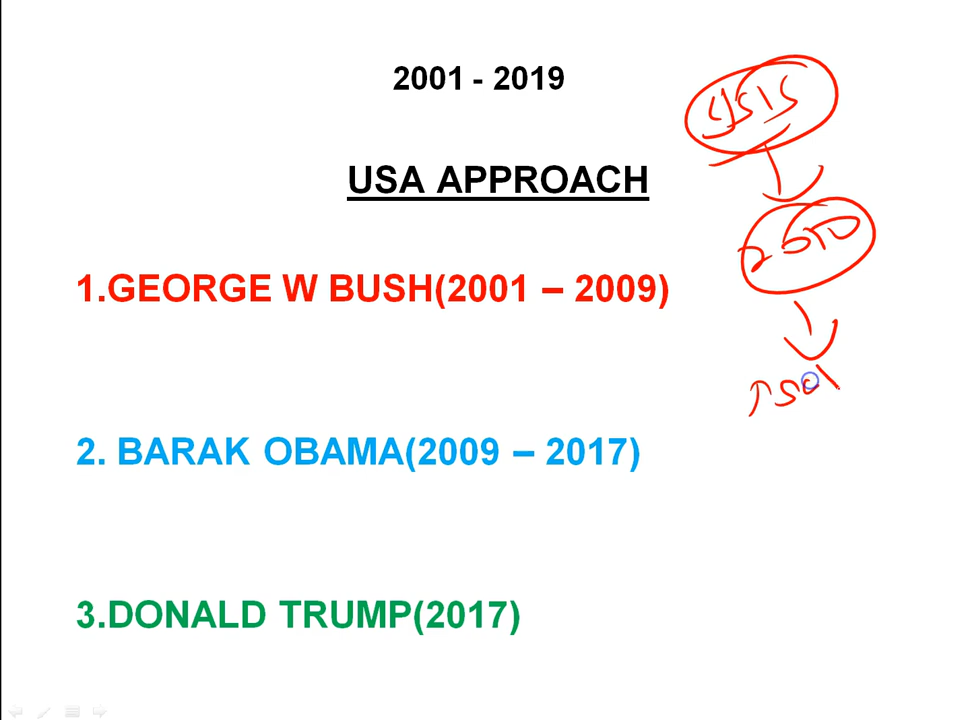 2001 - 2019
USA APPROACH
1.GEORGE W BUSH(2001 – 2009)
2. BARAK OBAMA(2009 – 2017)
3.DONALD TRUMP(2017)